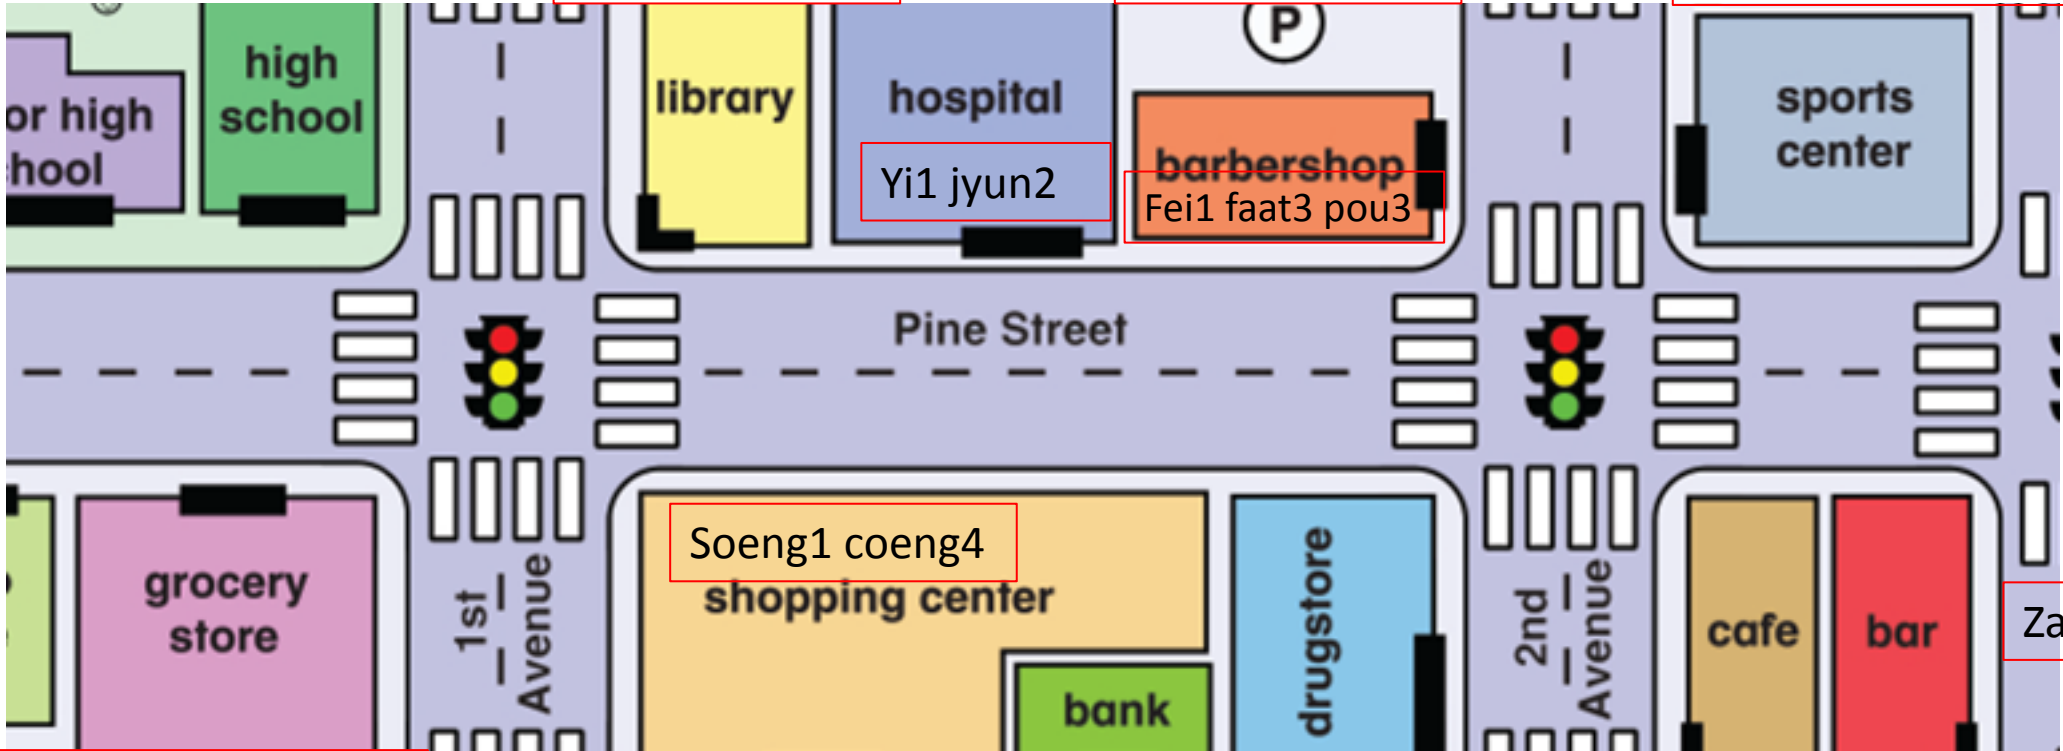 high
school
or high
hool
library
hospital
Yi1 jyun2
P
barbershop
Fei1 faat3 pou3
sports
center
Pine Street
grocery
store
1st
Avenue
Soeng1 coeng4
shopping center
bank
drugstore
2nd
Avenue
cafe
bar
Za